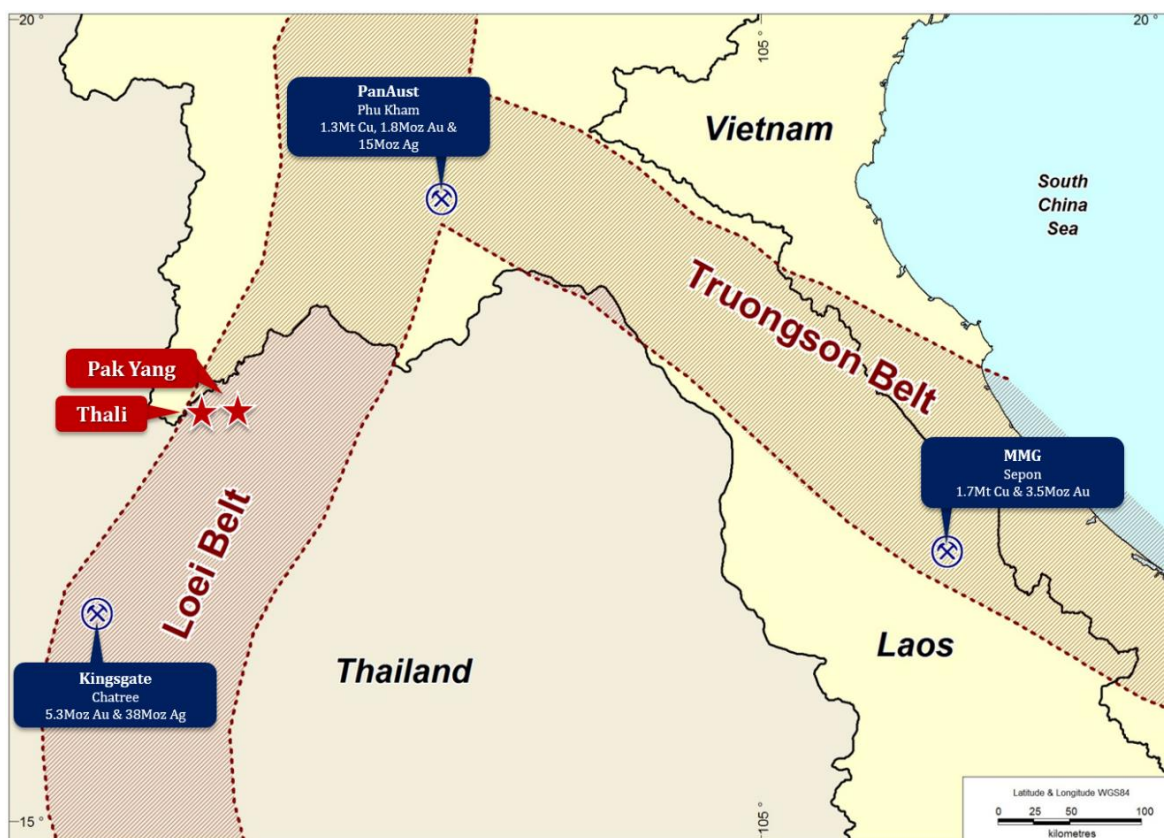 20 °
105 °
20 °
PanAust
Phu Kham
1.3Mt Cu, 1.8Moz Au &
15Moz Ag
Vietnam
South
China
Sea
Truongson Belt
Pak Yang
Thali
MMG
Sepon
1.7Mt Cu & 3.5Moz Au
Loei Belt
Laos
Thailand
Kingsgate
Chatree
5.3Moz Au & 38Moz Ag
Latitude & Longitude WGS84
0 25 50 100
kilometres
15 °
105 °